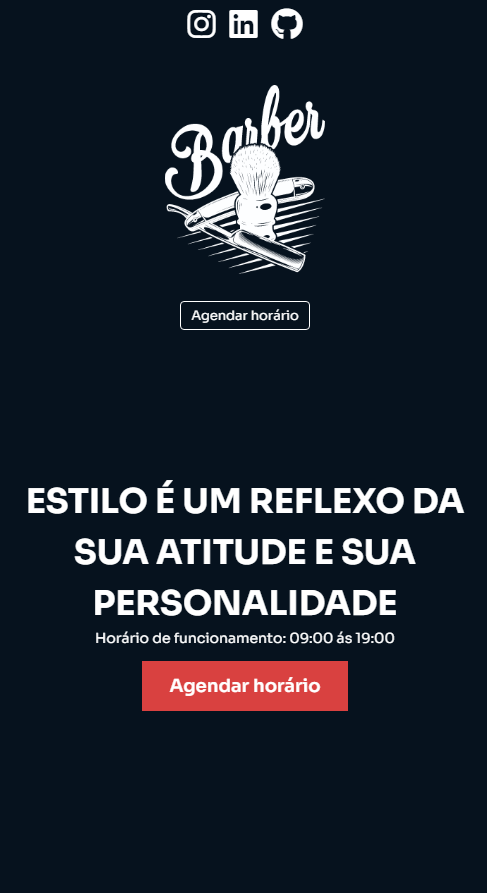 Barber
Agendar horário
ESTILO É UM REFLEXO DA
SUA ATITUDE E SUA
PERSONALIDADE
Horário de funcionamento: 09:00 ás 19:00
Agendar horário